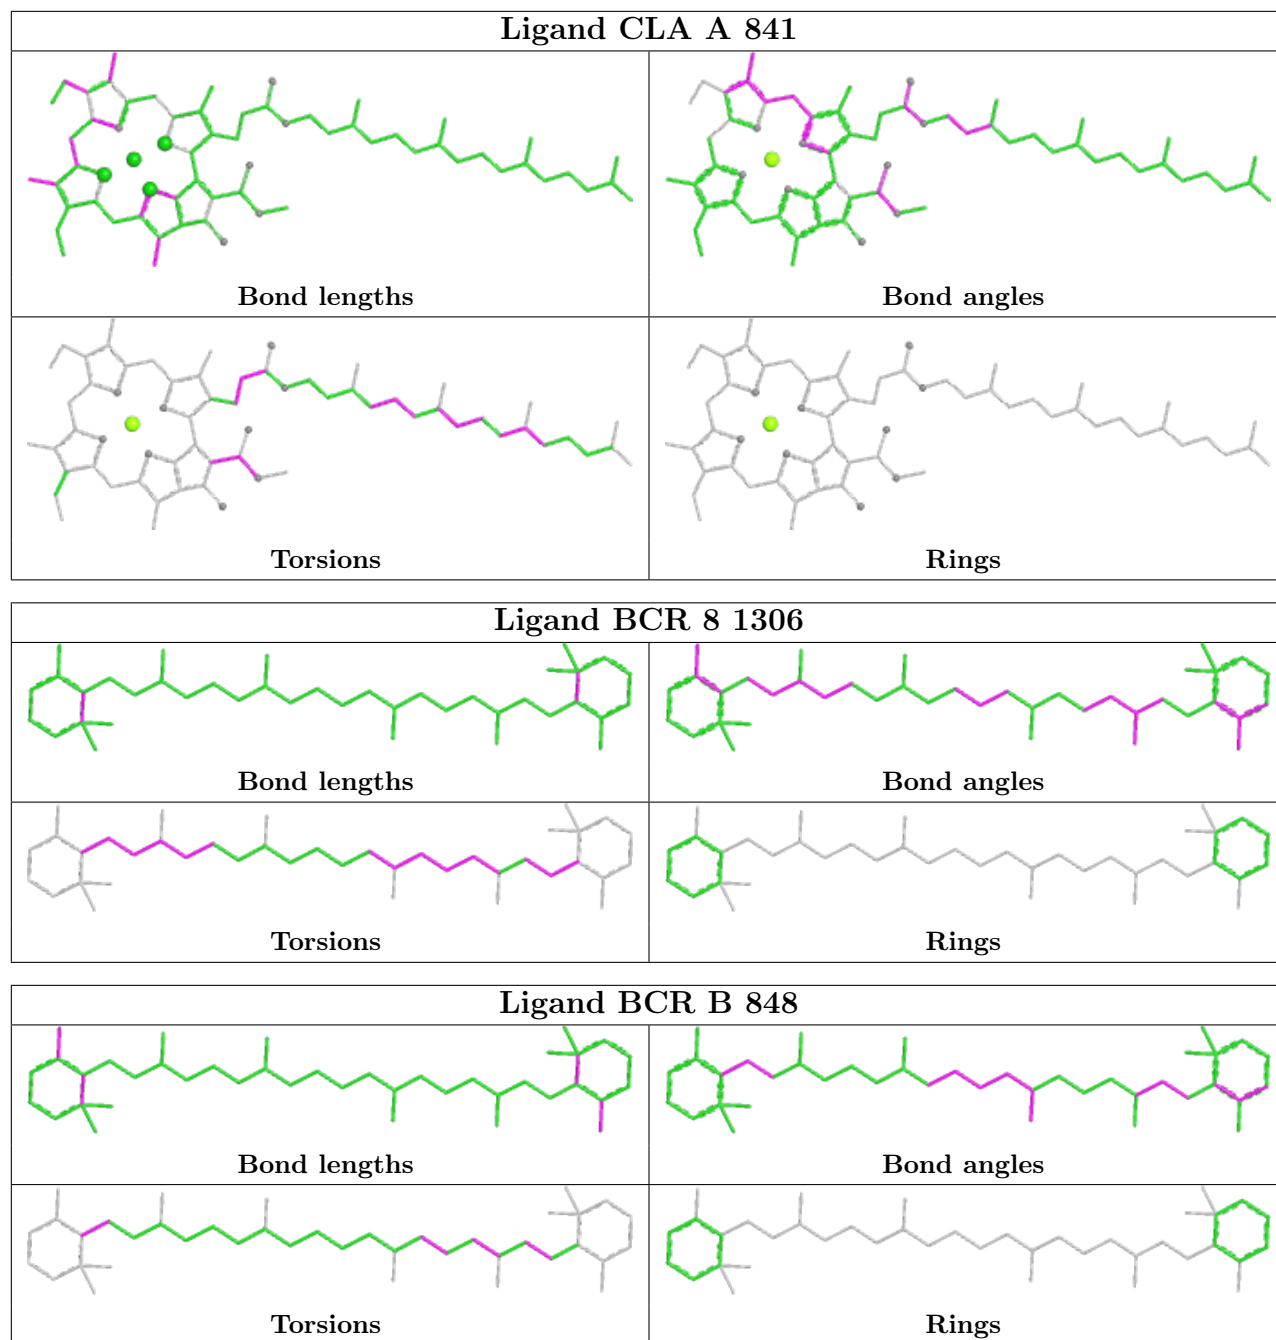 Ligand CLA A 841
Bond lengths
Bond angles
Torsions
Rings
Ligand BCR 8 1306
Bond lengths
Bond angles
Torsions
Rings
Ligand BCR B 848
Bond lengths
Bond angles
Torsions
Rings